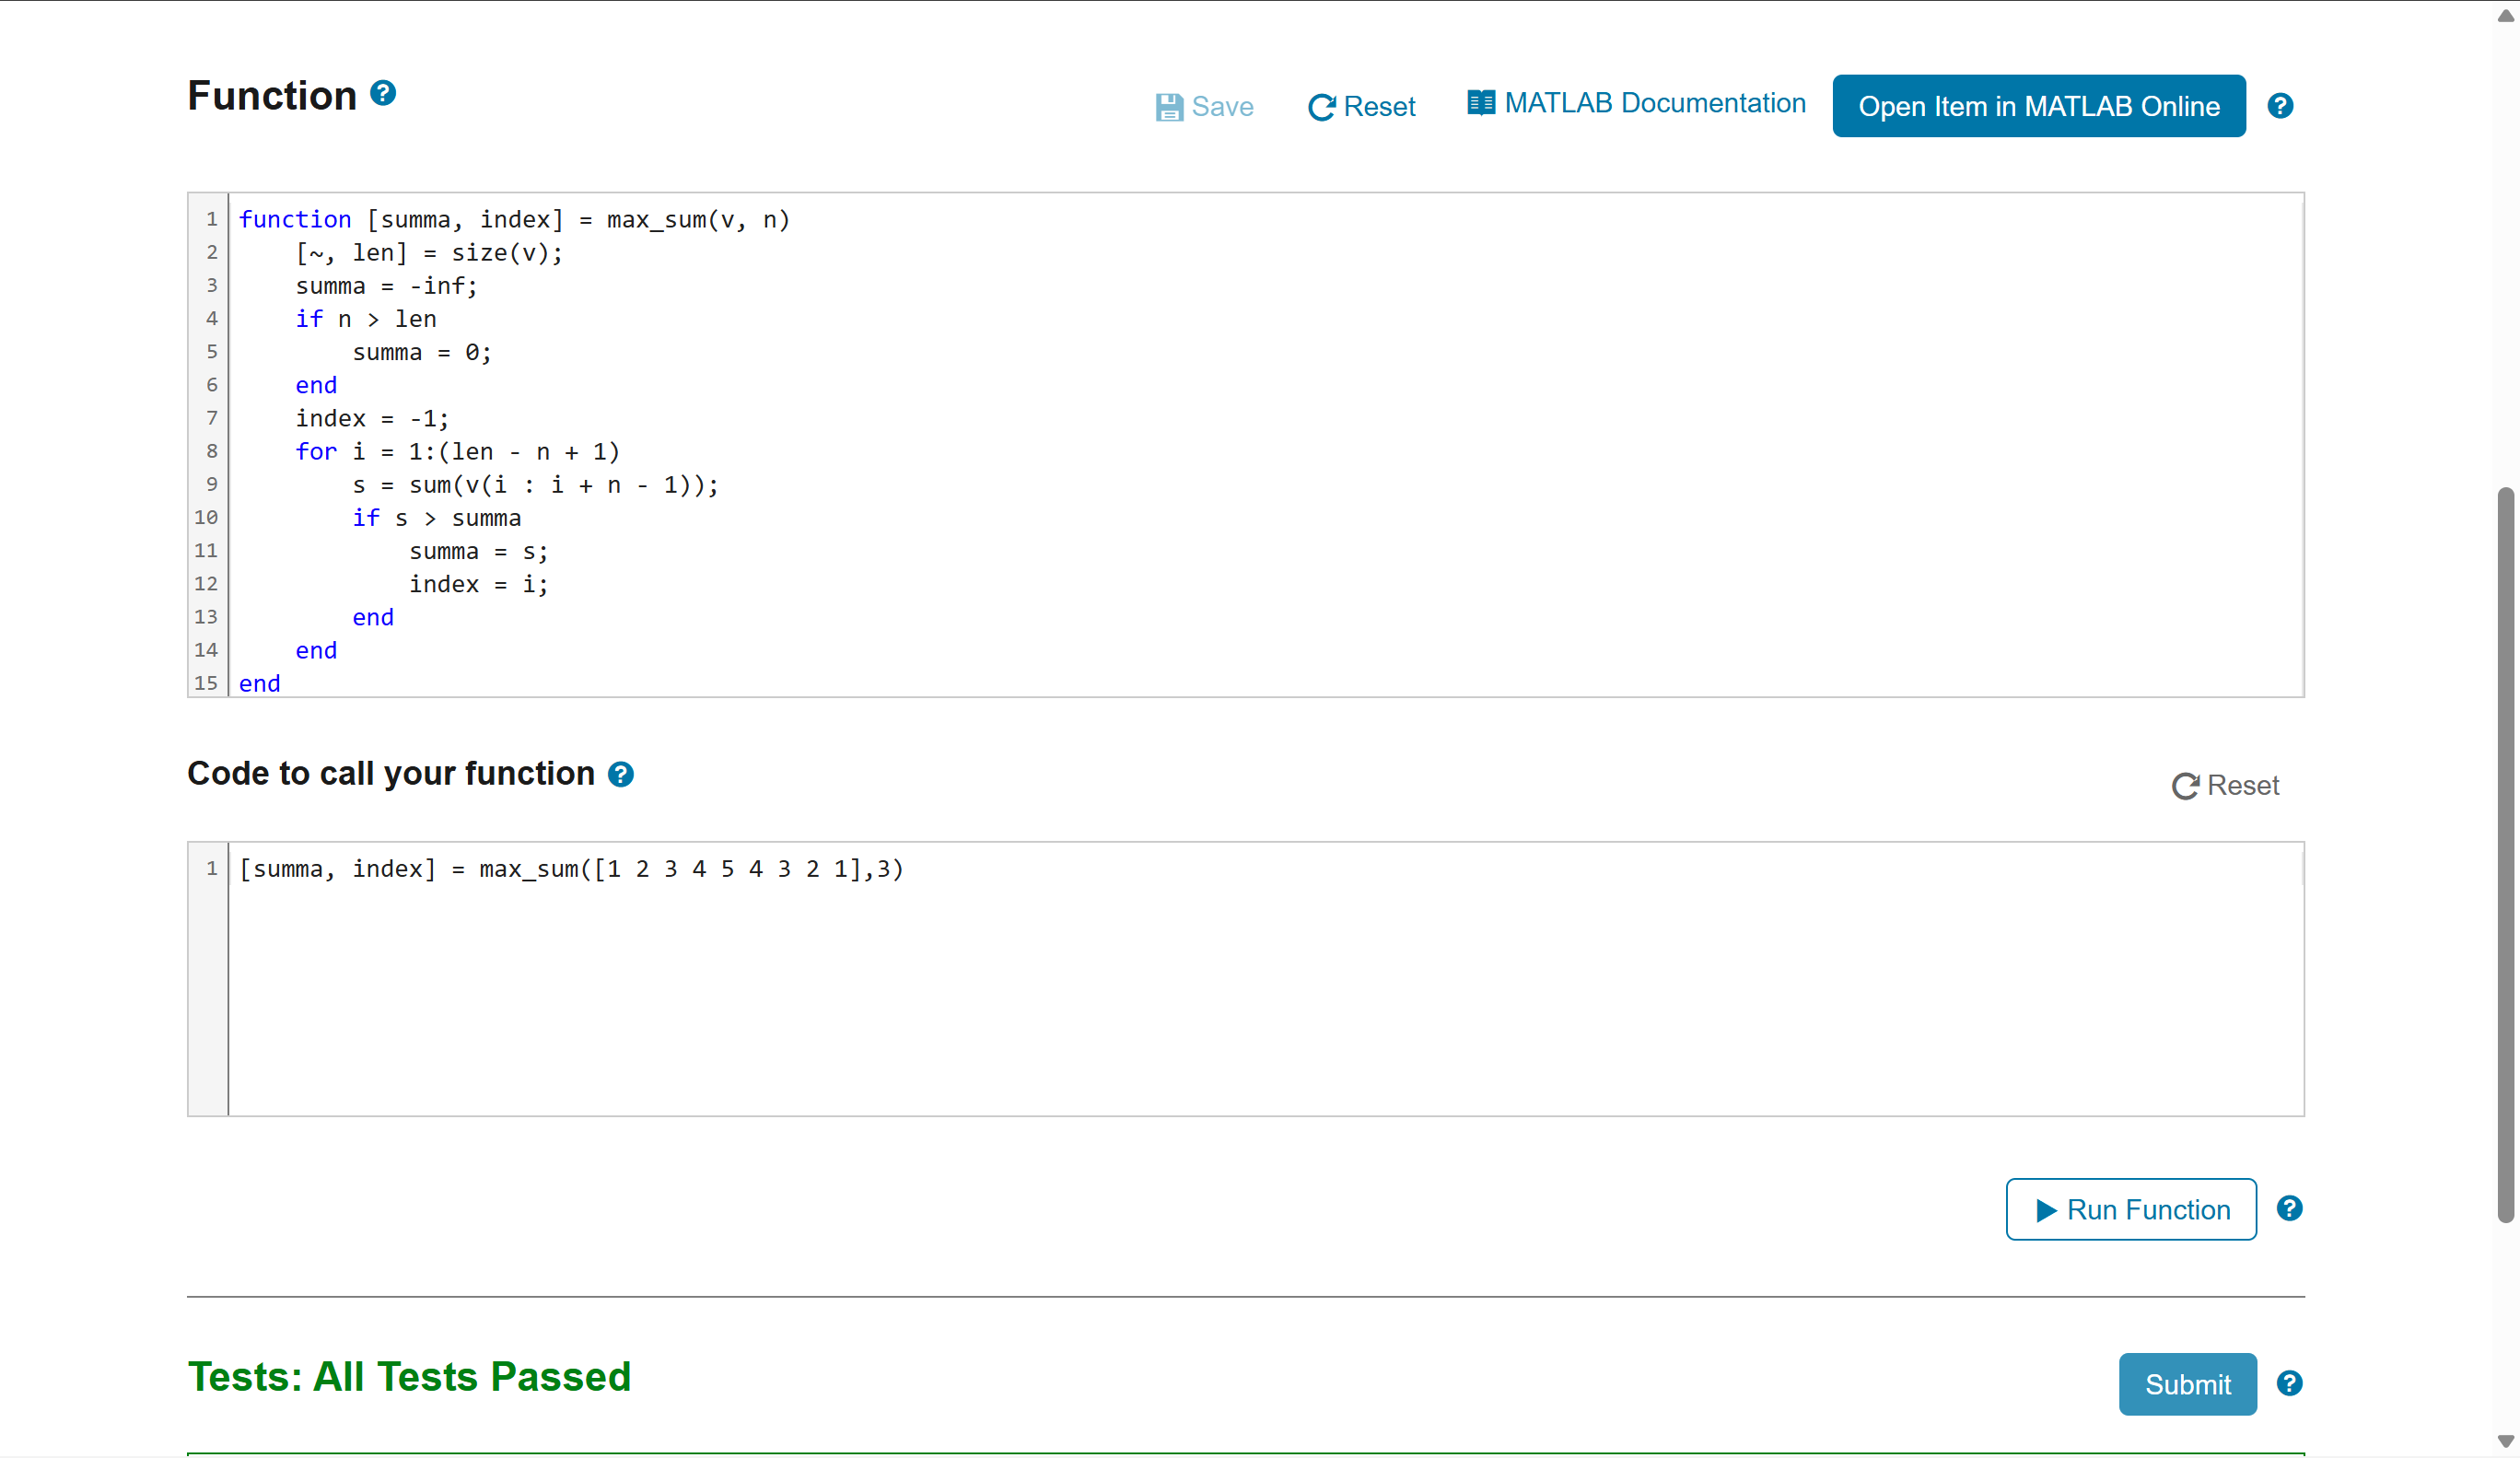 Function ?
Save Reset MATLAB Documentation Open Item in MATLAB Online ?
1 function [summa, index] = max_sum(v, n)
2     [~, len] = size(v);
3     summa = -inf;
4     if n > len
5         summa = 0;
6     end
7     index = -1;
8     for i = 1:(len - n + 1)
9         s = sum(v(i : i + n - 1));
10         if s > summa
11             summa = s;
12             index = i;
13         end
14     end
15 end
Code to call your function ?
Reset
1 [summa, index] = max_sum([1 2 3 4 5 4 3 2 1],3)
Run Function ?
Tests: All Tests Passed
Submit ?